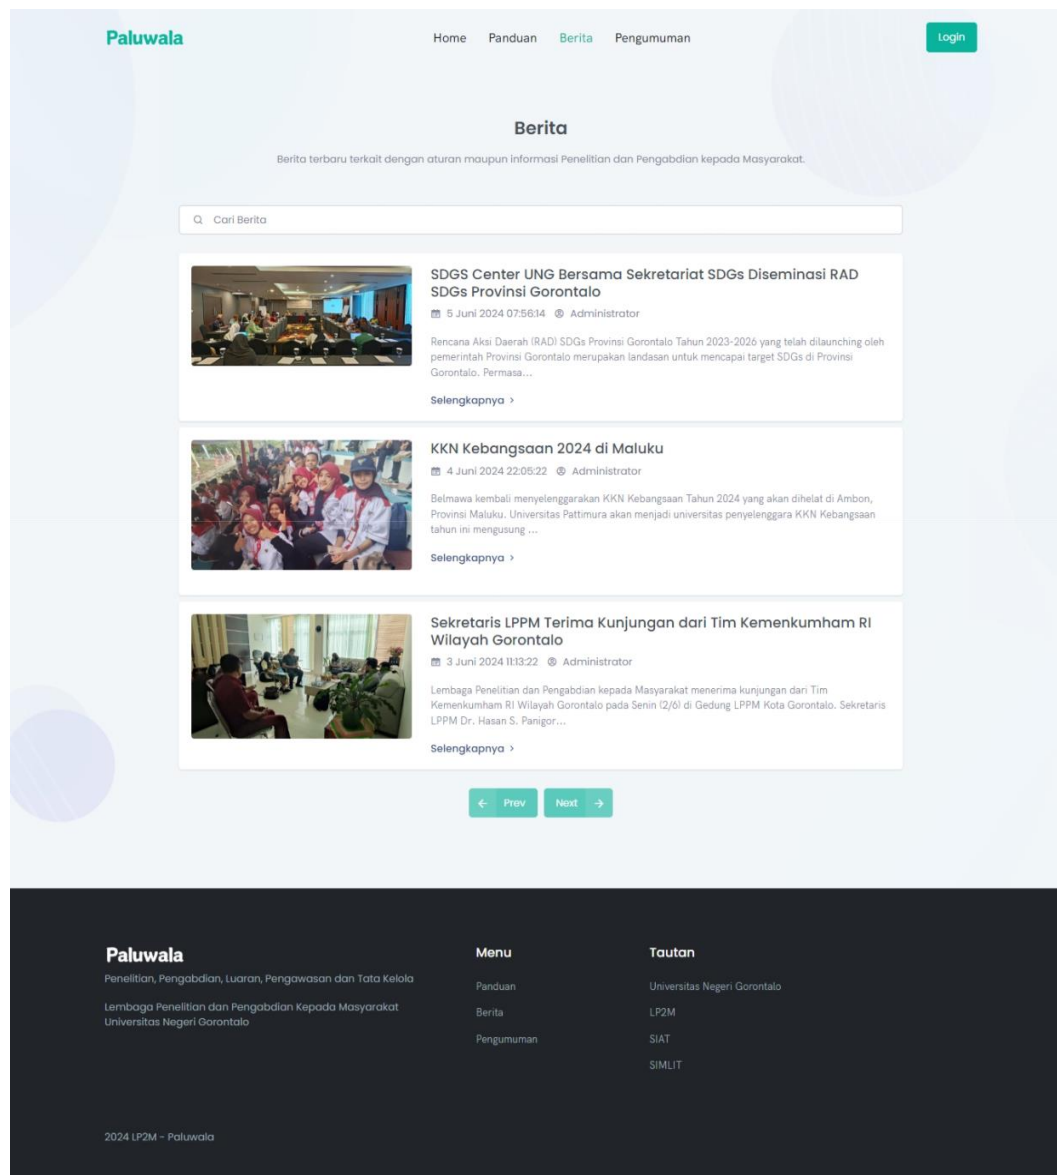 Paluwala
Home Panduan Berita Pengumuman
Login
Berita
Berita terbaru terkait dengan aturan maupun informasi Penelitian dan Pengabdian kepada Masyarakat.
Cari Berita
SDGS Center UNG Bersama Sekretariat SDGs Diseminasi RAD
SDGs Provinsi Gorontalo
5 Juni 2024 07:56:14 Administrator
Rencana Aksi Daerah (RAD) SDGs Provinsi Gorontalo Tahun 2023-2026 yang telah dilaunching oleh
pemerintah Provinsi Gorontalo merupakan landasan untuk mencapai target SDGs di Provinsi
Gorontalo. Permasa...
Selengkapnya >
KKN Kebangsaan 2024 di Maluku
4 Juni 2024 22:05:22 Administrator
Belmawa kembali menyelenggarakan KKN Kebangsaan Tahun 2024 yang akan dihelat di Ambon,
Provinsi Maluku. Universitas Pattimura akan menjadi universitas penyelenggara KKN Kebangsaan
tahun ini mengusung ...
Selengkapnya >
Sekretaris LPPM Terima Kunjungan dari Tim Kemenkumham RI
Wilayah Gorontalo
3 Juni 2024 11:13:22 Administrator
Lembaga Penelitian dan Pengabdian kepada Masyarakat menerima kunjungan dari Tim
Kemenkumham RI Wilayah Gorontalo pada Senin (2/6) di Gedung LPPM Kota Gorontalo. Sekretaris
LPPM Dr. Hasan S. Panigor...
Selengkapnya >
← Prev Next →
Paluwala
Penelitian, Pengabdian, Luaran, Pengawasan dan Tata Kelola
Lembaga Penelitian dan Pengabdian Kepada Masyarakat
Universitas Negeri Gorontalo
Menu
Panduan
Berita
Pengumuman
Tautan
Universitas Negeri Gorontalo
LP2M
SIAT
SIMLIT
2024 LP2M - Paluwala